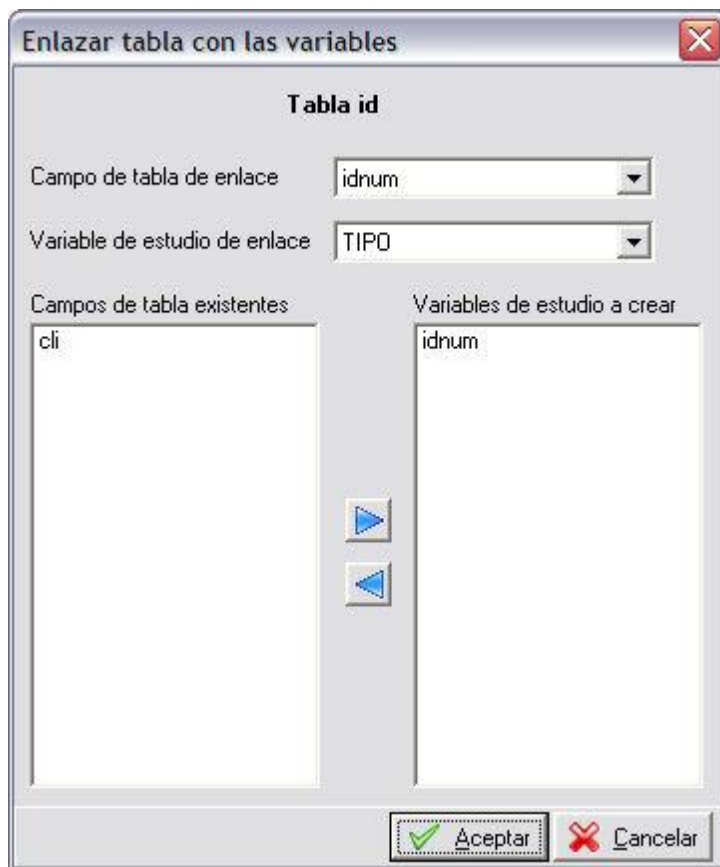 Enlazar tabla con las variables
Tabla id
Campo de tabla de enlace idnum
Variable de estudio de enlace TIPO
Campos de tabla existentes Variables de estudio a crear
cli idnum
Aceptar Cancelar